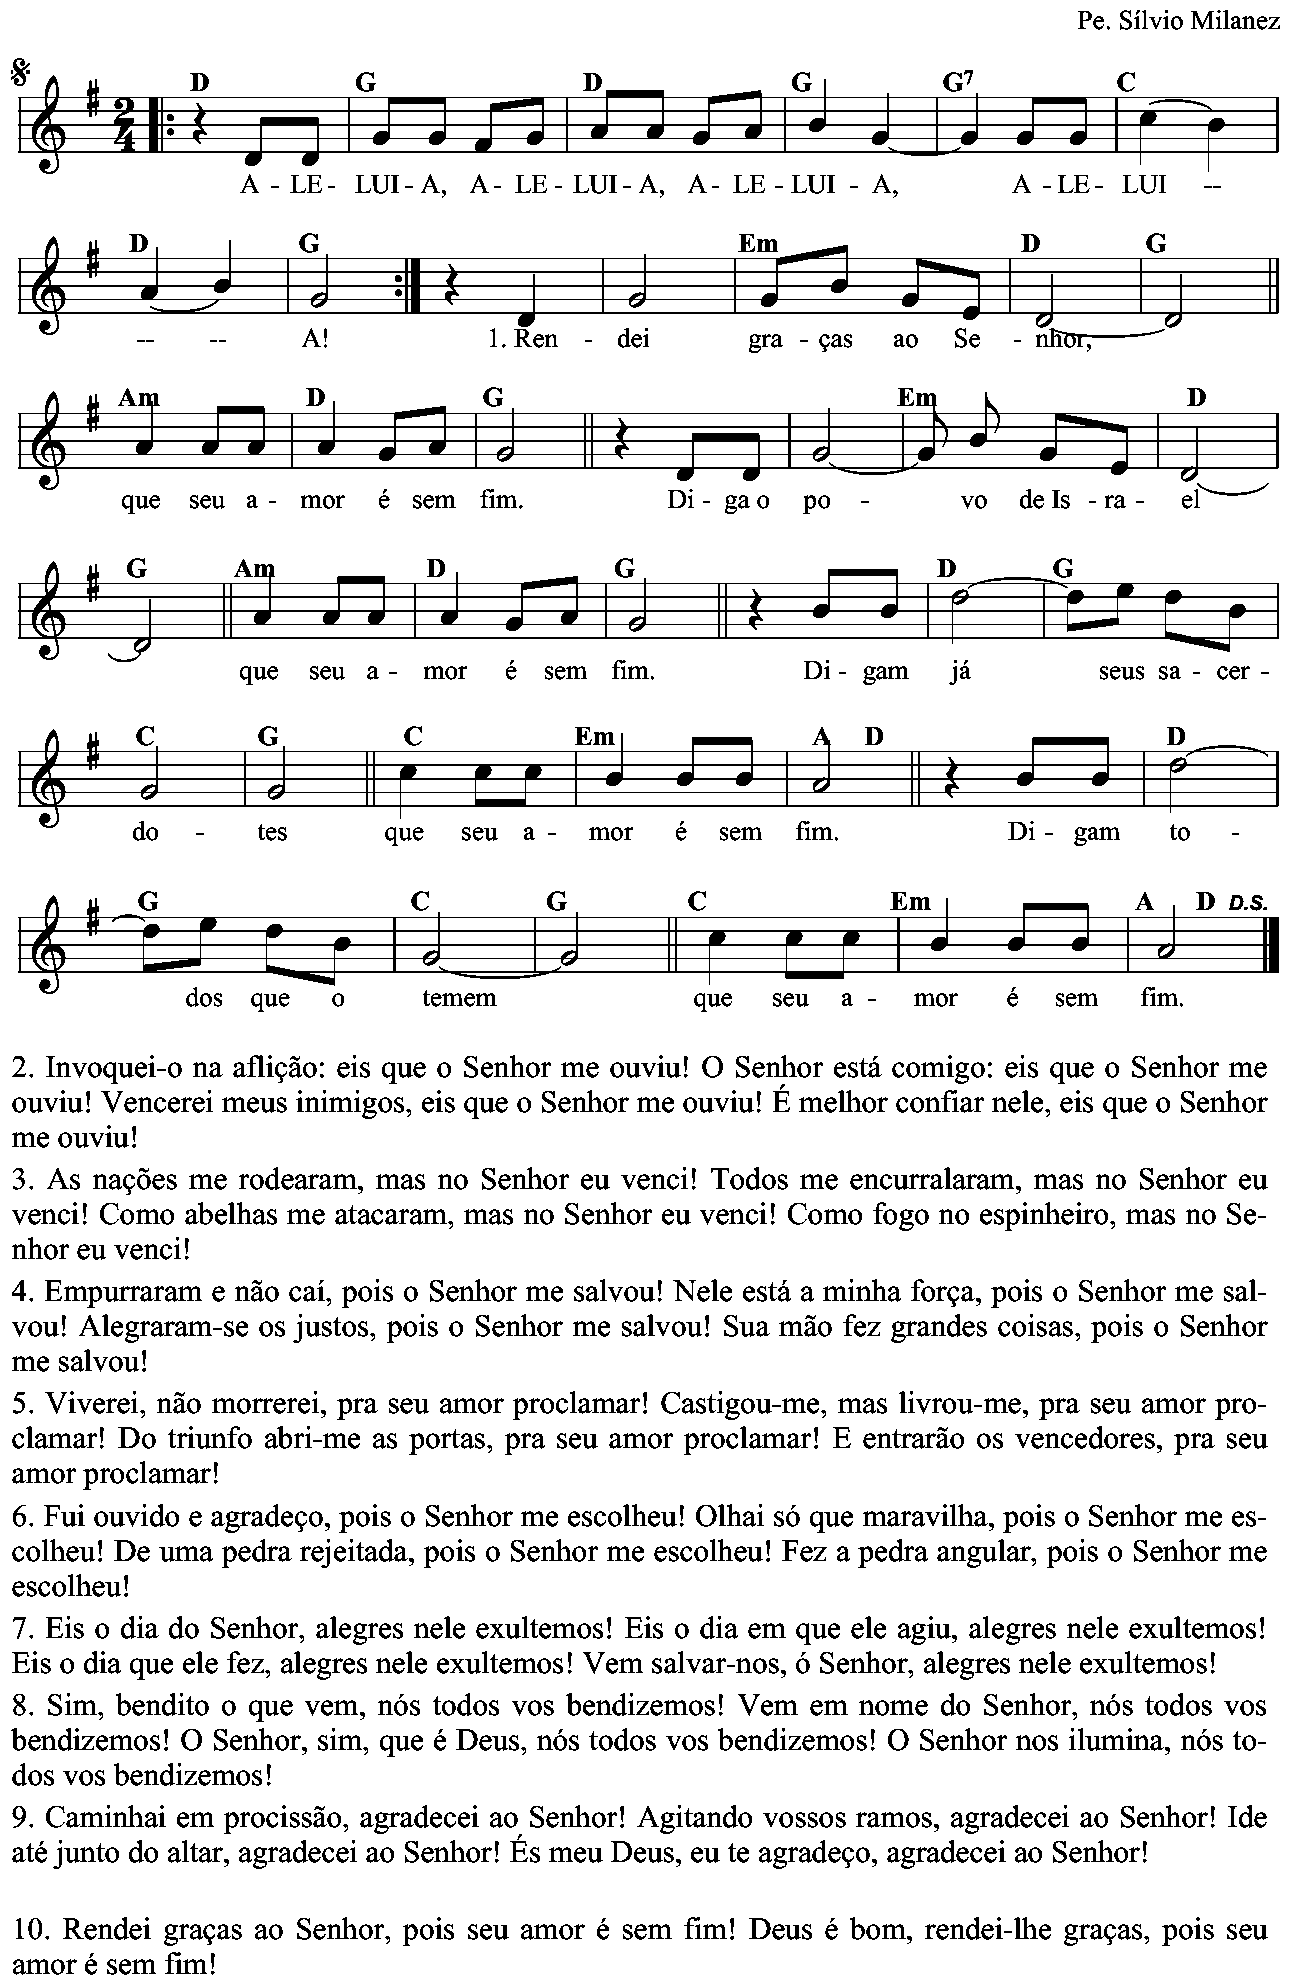 Pe. Sílvio Milanez
D G D G G7 C
2 4
A - LE- LUI-A, A- LE-LUI-A, A-LE-LUI - A, A-LE- LUI --
D G Em D G
-- -- A! 1. Ren - dei gra-ças ao Se - nhor,
Am D G Em D
que seu a- mor é sem fim. Di-ga o po - vo de Is-ra- el
G Am D G D G
que seu a- mor é sem fim. Di- gam já seus sa-cer-
C G C Em A D D
do - tes que seu a- mor é sem fim. Di- gam to -
G C G C Em A D D.S.
dos que o temem que seu a- mor é sem fim.
2. Invoquei-o na aflição: eis que o Senhor me ouviu! O Senhor está comigo: eis que o Senhor me
ouviu! Vencerei meus inimigos, eis que o Senhor me ouviu! É melhor confiar nele, eis que o Senhor
me ouviu!
3. As nações me rodearam, mas no Senhor eu venci! Todos me encurralaram, mas no Senhor eu
venci! Como abelhas me atacaram, mas no Senhor eu venci! Como fogo no espinheiro, mas no Se-
nhor eu venci!
4. Empurraram e não caí, pois o Senhor me salvou! Nele está a minha força, pois o Senhor me sal-
vou! Alegraram-se os justos, pois o Senhor me salvou! Sua mão fez grandes coisas, pois o Senhor
me salvou!
5. Viverei, não morrerei, pra seu amor proclamar! Castigou-me, mas livrou-me, pra seu amor pro-
clamar! Do triunfo abri-me as portas, pra seu amor proclamar! E entrarão os vencedores, pra seu
amor proclamar!
6. Fui ouvido e agradeço, pois o Senhor me escolheu! Olhai só que maravilha, pois o Senhor me es-
colheu! De uma pedra rejeitada, pois o Senhor me escolheu! Fez a pedra angular, pois o Senhor me
escolheu!
7. Eis o dia do Senhor, alegres nele exultemos! Eis o dia em que ele agiu, alegres nele exultemos!
Eis o dia que ele fez, alegres nele exultemos! Vem salvar-nos, ó Senhor, alegres nele exultemos!
8. Sim, bendito o que vem, nós todos vos bendizemos! Vem em nome do Senhor, nós todos vos
bendizemos! O Senhor, sim, que é Deus, nós todos vos bendizemos! O Senhor nos ilumina, nós to-
dos vos bendizemos!
9. Caminhai em procissão, agradecei ao Senhor! Agitando vossos ramos, agradecei ao Senhor! Ide
até junto do altar, agradecei ao Senhor! És meu Deus, eu te agradeço, agradecei ao Senhor!
10. Rendei graças ao Senhor, pois seu amor é sem fim! Deus é bom, rendei-lhe graças, pois seu
amor é sem fim!